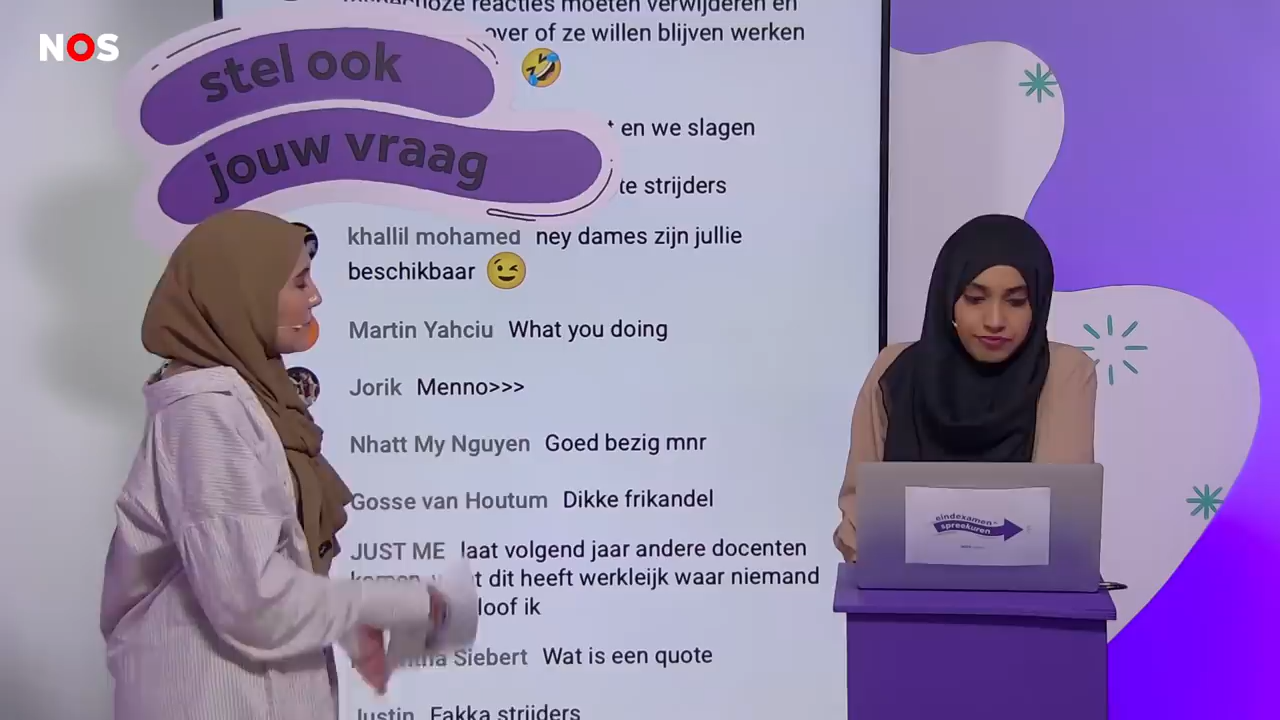 NOS
stel ook
jouw vraag
reacties moeten verwijderen en
over of ze willen blijven werken
🤣
en we slagen
te strijders
khallil mohamed ney dames zijn jullie
beschikbaar 😉
Martin Yahciu What you doing
Jorik Menno>>>
Nhatt My Nguyen Goed bezig mnr
Gosse van Houtum Dikke frikandel
JUST ME laat volgend jaar andere docenten
dit heeft werkleijk waar niemand
loof ik
Siebert Wat is een quote
Justin Fakka strijders
eindexamen-
spreekuren